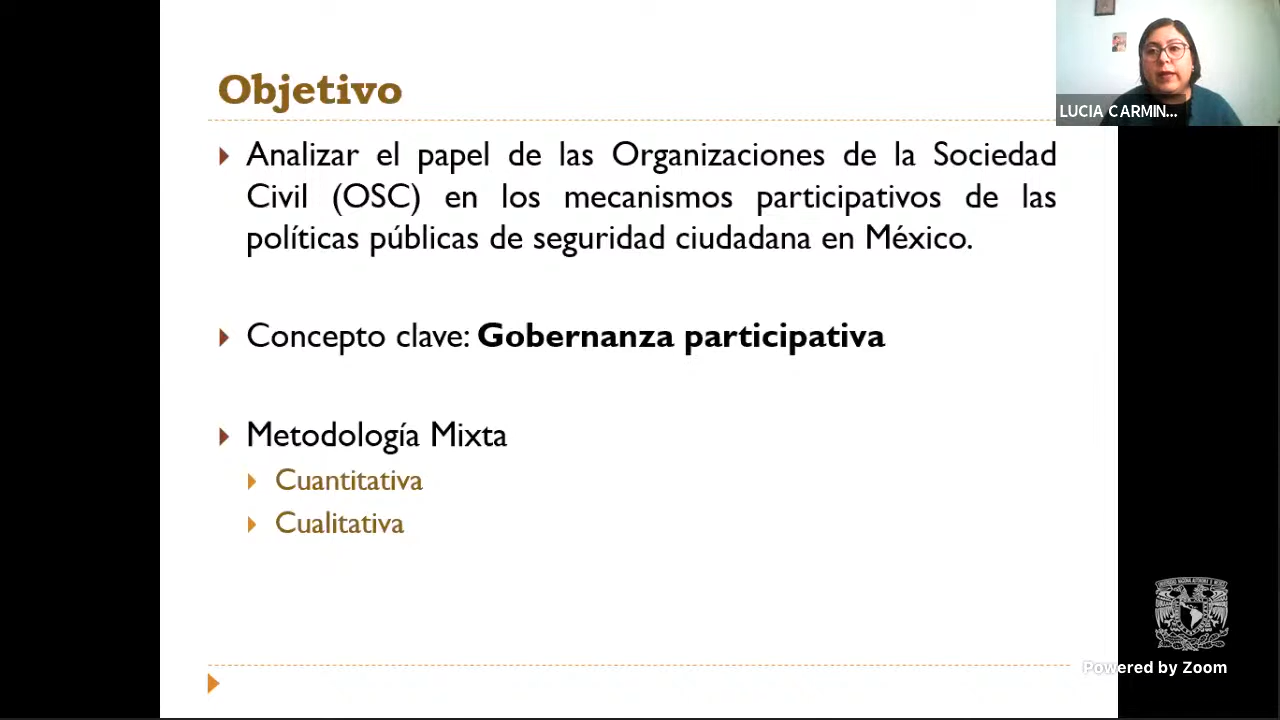 Objetivo
LUCIA CARMIN...
Analizar el papel de las Organizaciones de la Sociedad
Civil (OSC) en los mecanismos participativos de las
políticas públicas de seguridad ciudadana en México.
Concepto clave: Gobernanza participativa
Metodología Mixta
Cuantitativa
Cualitativa
Powered by Zoom